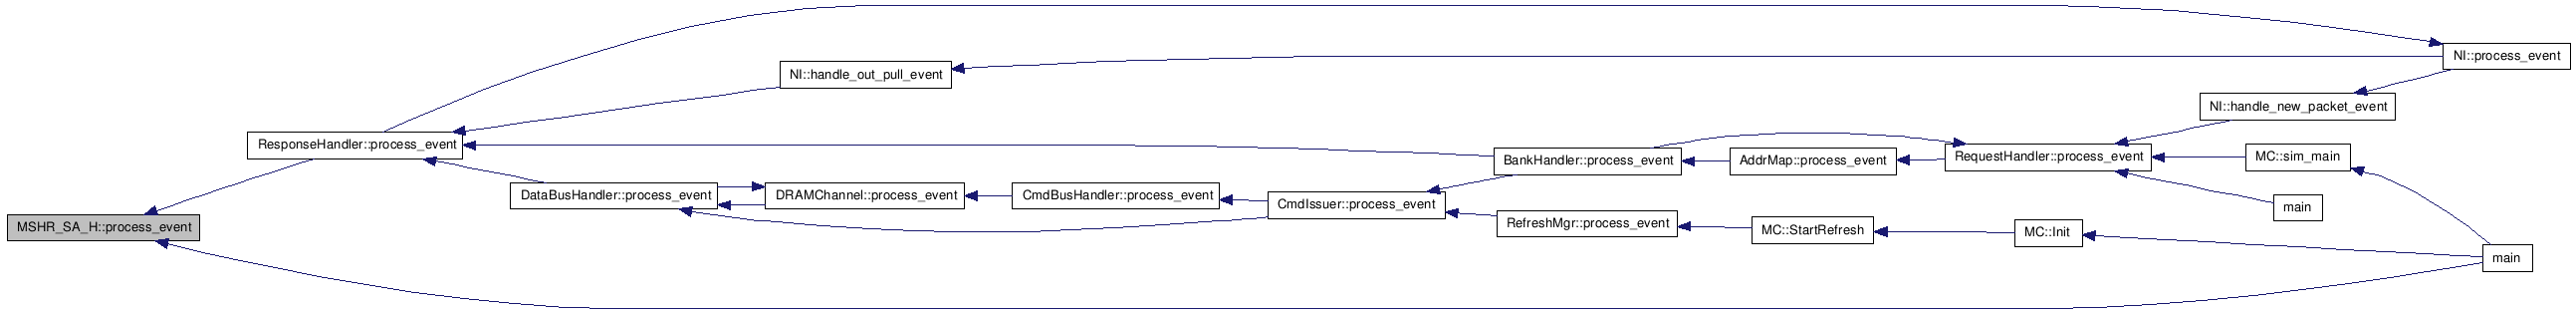 NI::process_event
NI::handle_out_pull_event
NI::handle_new_packet_event
ResponseHandler::process_event
BankHandler::process_event
AddrMap::process_event
RequestHandler::process_event
MC::sim_main
DataBusHandler::process_event
DRAMChannel::process_event
CmdBusHandler::process_event
CmdIssuer::process_event
main
MSHR_SA_H::process_event
RefreshMgr::process_event
MC::StartRefresh
MC::Init
main